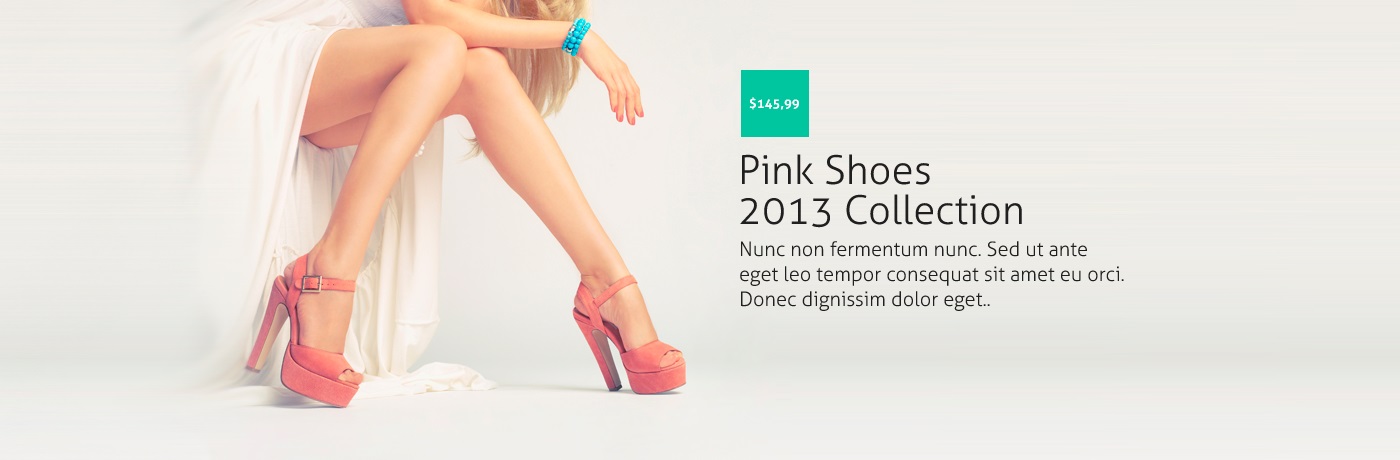 $145,99
Pink Shoes
2013 Collection
Nunc non fermentum nunc. Sed ut ante
eget leo tempor consequat sit amet eu orci.
Donec dignissim dolor eget..